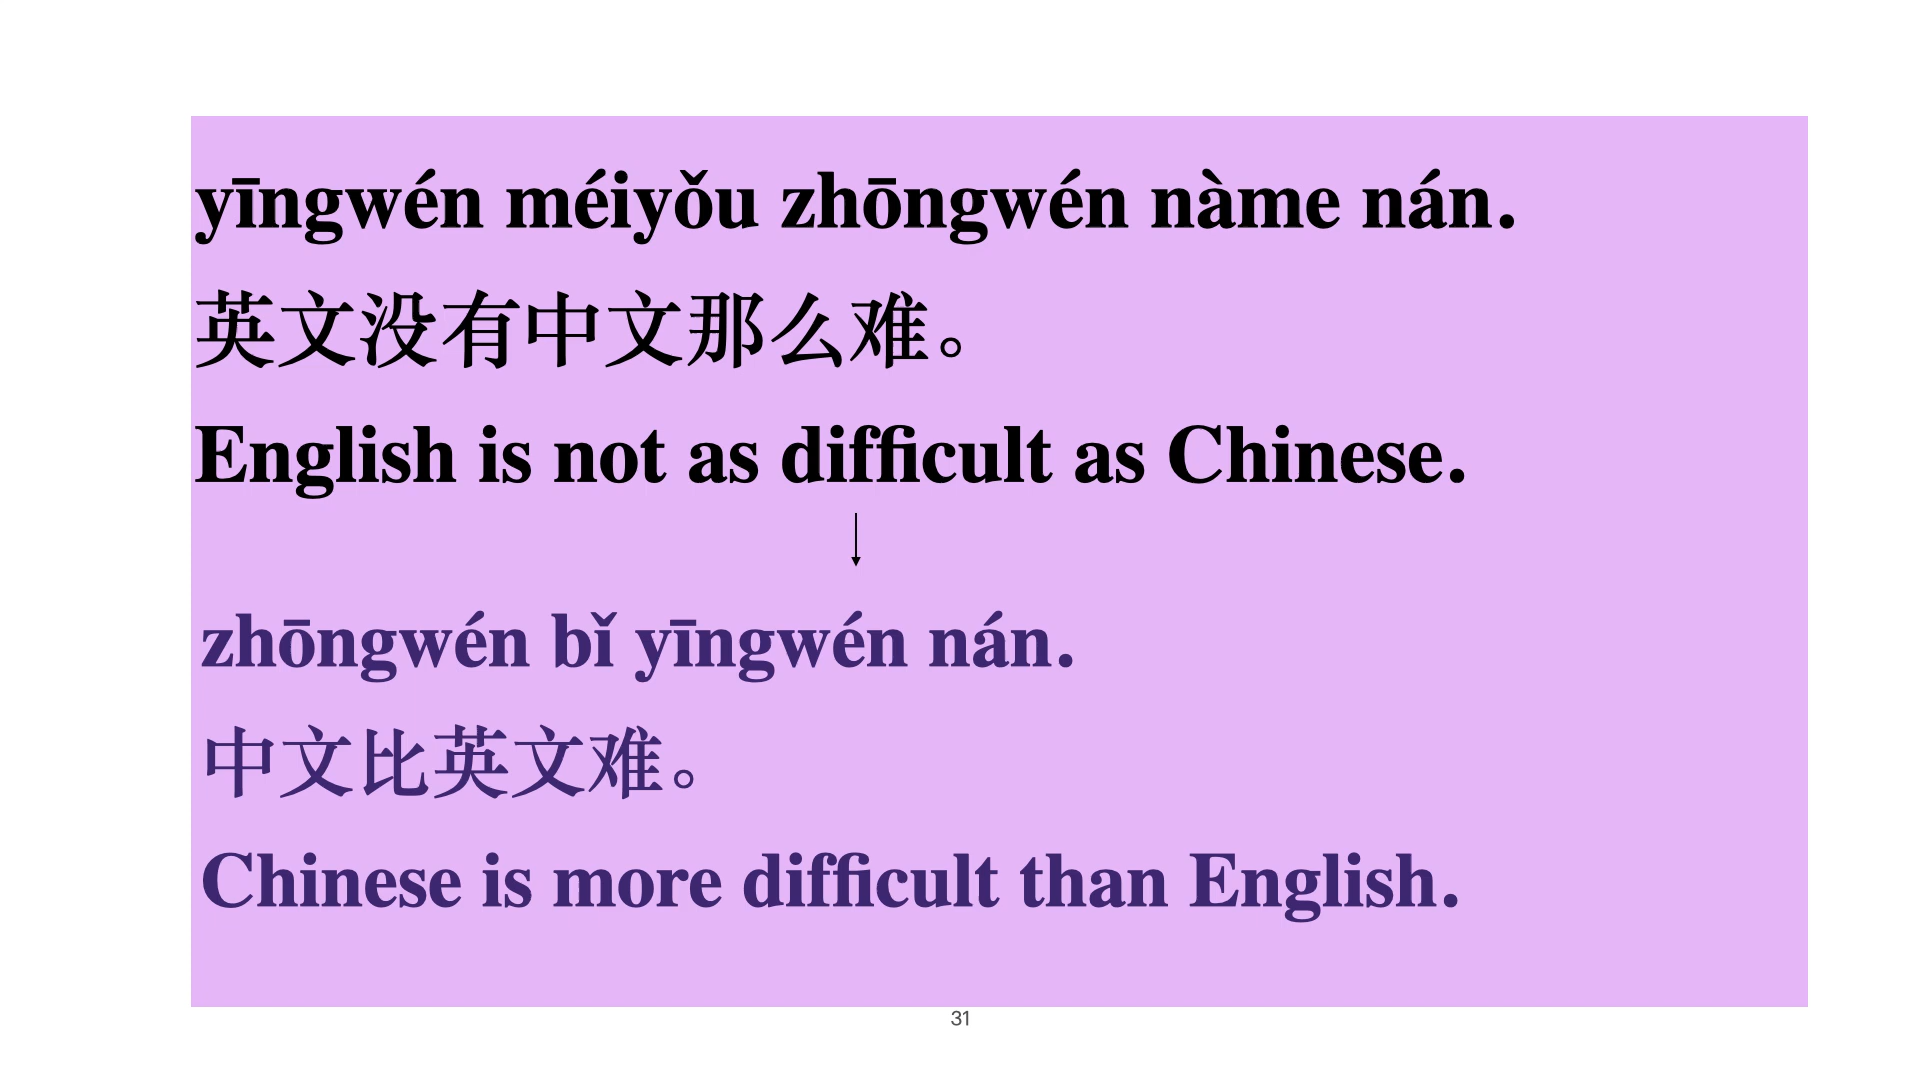 yīngwén méiyǒu zhōngwén nàme nán.
英文没有中文那么难。
English is not as difficult as Chinese.
zhōngwén bǐ yīngwén nán.
中文比英文难。
Chinese is more difficult than English.
31